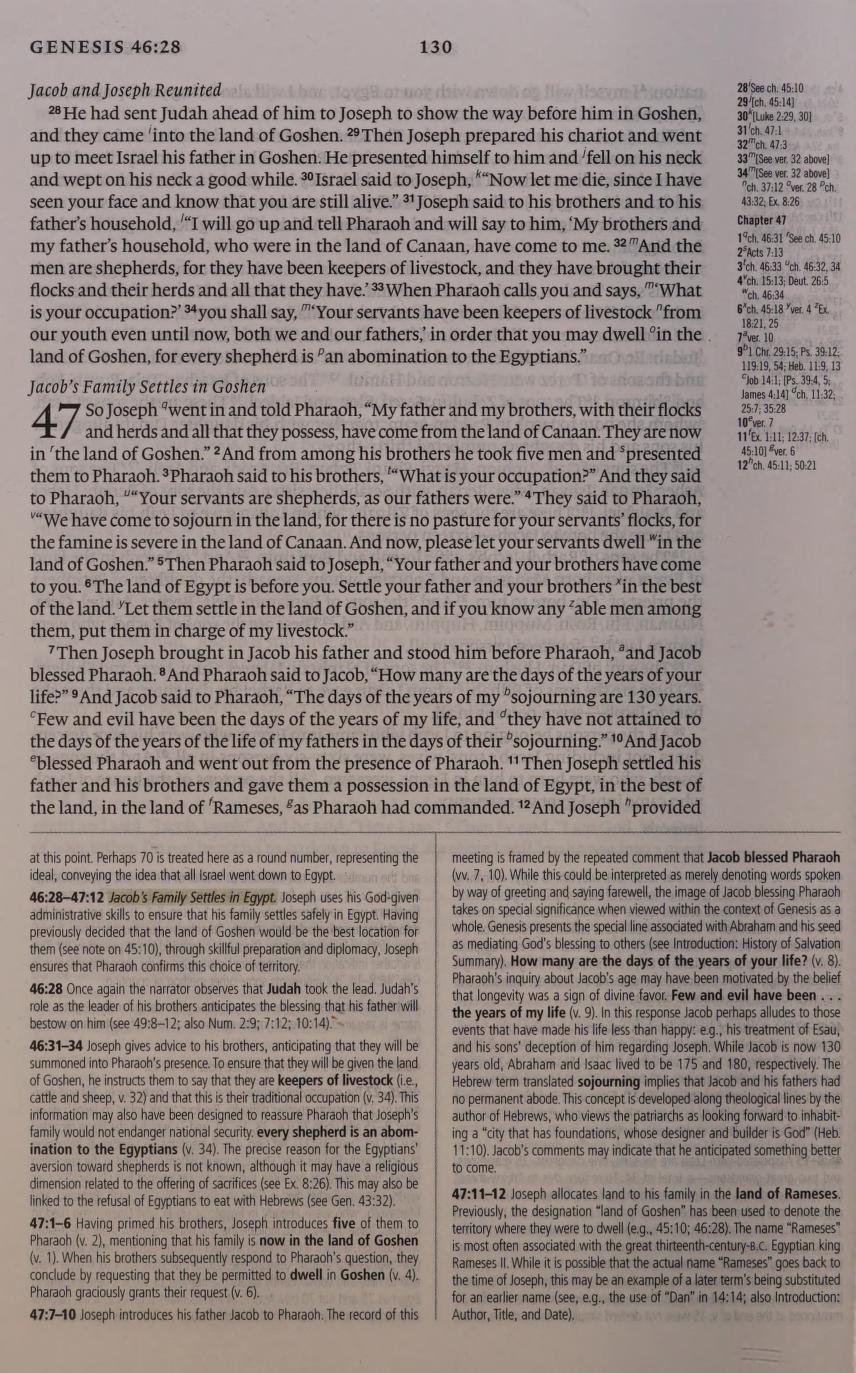 GENESIS 46:28
130
Jacob and Joseph Reunited
28 He had sent Judah ahead of him to Joseph to show the way before him in Goshen,
and they came iinto the land of Goshen. 29 Then Joseph prepared his chariot and went
up to meet Israel his father in Goshen. He presented himself to him and jfell on his neck
and wept on his neck a good while. 30 Israel said to Joseph, k“Now let me die, since I have
seen your face and know that you are still alive.” 31 Joseph said to his brothers and to his
father’s household, l“I will go up and tell Pharaoh and will say to him, ‘My brothers and
my father’s household, who were in the land of Canaan, have come to me. 32 mAnd the
men are shepherds, for they have been keepers of livestock, and they have brought their
flocks and their herds and all that they have.’ 33 When Pharaoh calls you and says, m‘What
is your occupation?’ 34 you shall say, m‘Your servants have been keepers of livestock nfrom
our youth even until now, both we and our fathers,’ in order that you may dwell oin the
land of Goshen, for every shepherd is pan abomination to the Egyptians.”
Jacob’s Family Settles in Goshen
47 So Joseph qwent in and told Pharaoh, “My father and my brothers, with their flocks
and herds and all that they possess, have come from the land of Canaan. They are now
in rthe land of Goshen.” 2 And from among his brothers he took five men and spresented
them to Pharaoh. 3 Pharaoh said to his brothers, t“What is your occupation?” And they said
to Pharaoh, u“Your servants are shepherds, as our fathers were.” 4 They said to Pharaoh,
v“We have come to sojourn in the land, for there is no pasture for your servants’ flocks, for
the famine is severe in the land of Canaan. And now, please let your servants dwell win the
land of Goshen.” 5 Then Pharaoh said to Joseph, “Your father and your brothers have come
to you. 6 The land of Egypt is before you. Settle your father and your brothers xin the best
of the land. yLet them settle in the land of Goshen, and if you know any zable men among
them, put them in charge of my livestock.”
7 Then Joseph brought in Jacob his father and stood him before Pharaoh, aand Jacob
blessed Pharaoh. 8 And Pharaoh said to Jacob, “How many are the days of the years of your
life?” 9 And Jacob said to Pharaoh, “The days of the years of my bsojourning are 130 years.
cFew and evil have been the days of the years of my life, and dthey have not attained to
the days of the years of the life of my fathers in the days of their bsojourning.” 10 And Jacob
eblessed Pharaoh and went out from the presence of Pharaoh. 11 Then Joseph settled his
father and his brothers and gave them a possession in the land of Egypt, in the best of
the land, in the land of fRameses, gas Pharaoh had commanded. 12 And Joseph hprovided
28 iSee ch. 45:10
29 j[ch. 45:14]
30 k[Luke 2:29, 30]
31 lch. 47:1
32 mch. 47:3
33 m[See ver. 32 above]
34 m[See ver. 32 above]
nch. 37:12 over. 28 pch.
43:32; Ex. 8:26
Chapter 47
1 qch. 46:31 rSee ch. 45:10
2 sActs 7:13
3 tch. 46:33 uch. 46:32, 34
4 vch. 15:13; Deut. 26:5
wch. 46:34
6 xch. 45:18 yver. 4 zEx.
18:21, 25
7 aver. 10
9 b1 Chr. 29:15; Ps. 39:12;
119:19, 54; Heb. 11:9, 13
cJob 14:1; [Ps. 39:4, 5;
James 4:14] dch. 11:32;
25:7; 35:28
10 ever. 7
11 fEx. 1:11; 12:37; [ch.
45:10] gver. 6
12 hch. 45:11; 50:21
at this point. Perhaps 70 is treated here as a round number, representing the
ideal, conveying the idea that all Israel went down to Egypt.
46:28–47:12 Jacob’s Family Settles in Egypt. Joseph uses his God-given
administrative skills to ensure that his family settles safely in Egypt. Having
previously decided that the land of Goshen would be the best location for
them (see note on 45:10), through skillful preparation and diplomacy, Joseph
ensures that Pharaoh confirms this choice of territory.
46:28 Once again the narrator observes that Judah took the lead. Judah’s
role as the leader of his brothers anticipates the blessing that his father will
bestow on him (see 49:8–12; also Num. 2:9; 7:12; 10:14).
46:31–34 Joseph gives advice to his brothers, anticipating that they will be
summoned into Pharaoh’s presence. To ensure that they will be given the land
of Goshen, he instructs them to say that they are keepers of livestock (i.e.,
cattle and sheep, v. 32) and that this is their traditional occupation (v. 34). This
information may also have been designed to reassure Pharaoh that Joseph’s
family would not endanger national security. every shepherd is an abom-
ination to the Egyptians (v. 34). The precise reason for the Egyptians’
aversion toward shepherds is not known, although it may have a religious
dimension related to the offering of sacrifices (see Ex. 8:26). This may also be
linked to the refusal of Egyptians to eat with Hebrews (see Gen. 43:32).
47:1–6 Having primed his brothers, Joseph introduces five of them to
Pharaoh (v. 2), mentioning that his family is now in the land of Goshen
(v. 1). When his brothers subsequently respond to Pharaoh’s question, they
conclude by requesting that they be permitted to dwell in Goshen (v. 4).
Pharaoh graciously grants their request (v. 6).
47:7–10 Joseph introduces his father Jacob to Pharaoh. The record of this
meeting is framed by the repeated comment that Jacob blessed Pharaoh
(vv. 7, 10). While this could be interpreted as merely denoting words spoken
by way of greeting and saying farewell, the image of Jacob blessing Pharaoh
takes on special significance when viewed within the context of Genesis as a
whole. Genesis presents the special line associated with Abraham and his seed
as mediating God’s blessing to others (see Introduction: History of Salvation
Summary). How many are the days of the years of your life? (v. 8).
Pharaoh’s inquiry about Jacob’s age may have been motivated by the belief
that longevity was a sign of divine favor. Few and evil have been . . .
the years of my life (v. 9). In this response Jacob perhaps alludes to those
events that have made his life less than happy: e.g., his treatment of Esau,
and his sons’ deception of him regarding Joseph. While Jacob is now 130
years old, Abraham and Isaac lived to be 175 and 180, respectively. The
Hebrew term translated sojourning implies that Jacob and his fathers had
no permanent abode. This concept is developed along theological lines by the
author of Hebrews, who views the patriarchs as looking forward to inhabit-
ing a “city that has foundations, whose designer and builder is God” (Heb.
11:10). Jacob’s comments may indicate that he anticipated something better
to come.
47:11–12 Joseph allocates land to his family in the land of Rameses.
Previously, the designation “land of Goshen” has been used to denote the
territory where they were to dwell (e.g., 45:10; 46:28). The name “Rameses”
is most often associated with the great thirteenth-century-B.C. Egyptian king
Rameses II. While it is possible that the actual name “Rameses” goes back to
the time of Joseph, this may be an example of a later term’s being substituted
for an earlier name (see, e.g., the use of “Dan” in 14:14; also Introduction:
Author, Title, and Date).